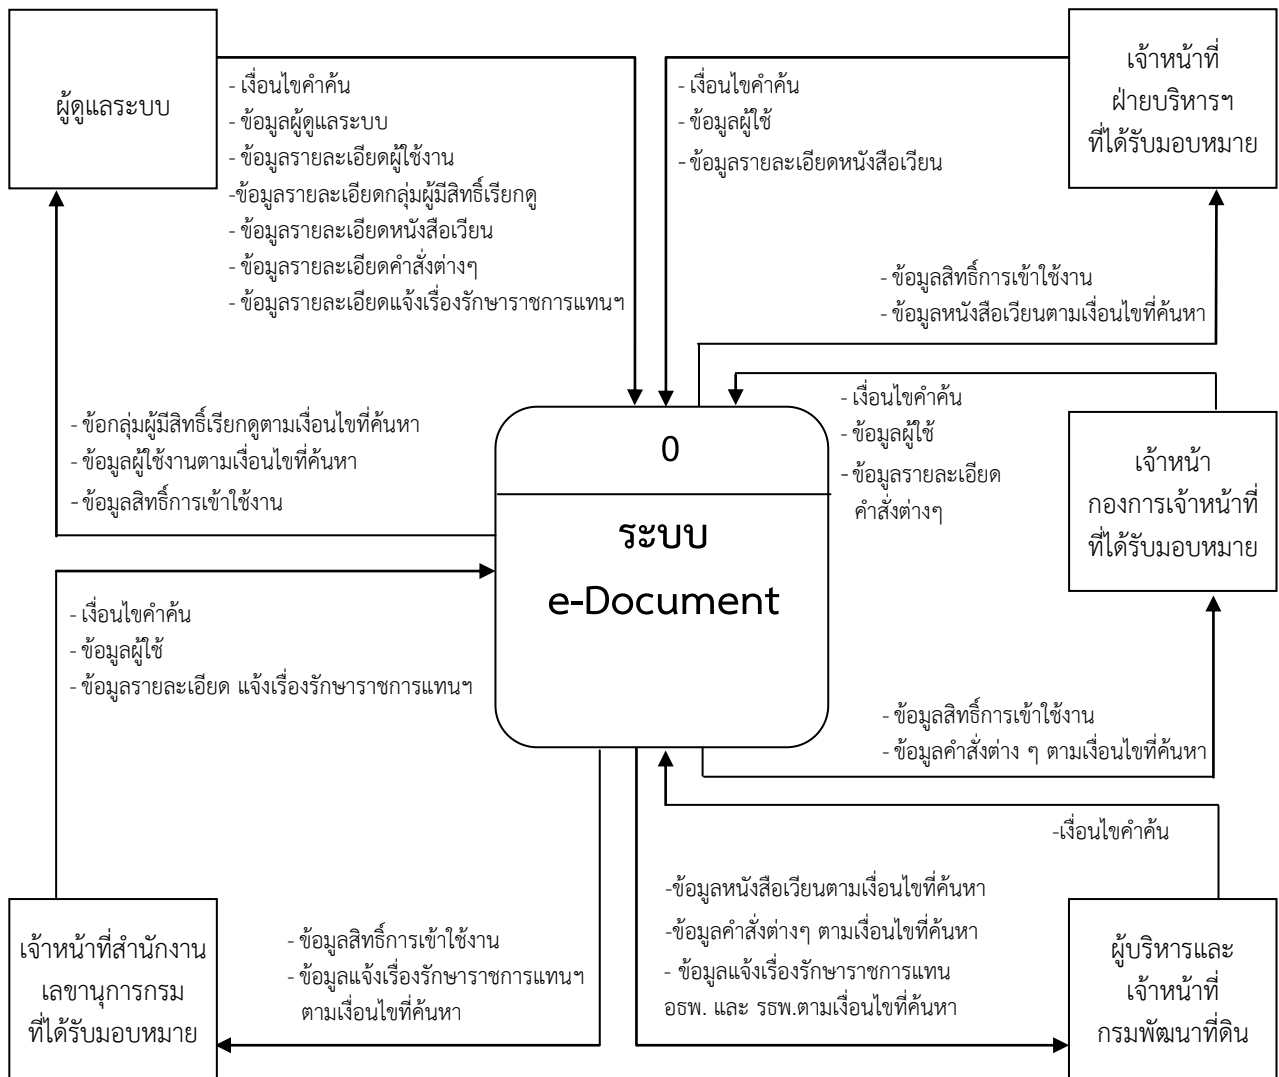 ผู้ดูแลระบบ
- เงื่อนไขคำค้น
- ข้อมูลผู้ดูแลระบบ
- ข้อมูลรายละเอียดผู้ใช้งาน
-ข้อมูลรายละเอียดกลุ่มผู้มีสิทธิ์เรียกดู
- ข้อมูลรายละเอียดหนังสือเวียน
- ข้อมูลรายละเอียดคำสั่งต่างๆ
- ข้อมูลรายละเอียดแจ้งเรื่องรักษาราชการแทนฯ
- เงื่อนไขคำค้น
- ข้อมูลผู้ใช้
- ข้อมูลรายละเอียดหนังสือเวียน
เจ้าหน้าที่
ฝ่ายบริหารฯ
ที่ได้รับมอบหมาย
- ข้อมูลสิทธิ์การเข้าใช้งาน
- ข้อมูลหนังสือเวียนตามเงื่อนไขที่ค้นหา
- ข้อกลุ่มผู้มีสิทธิ์เรียกดูตามเงื่อนไขที่ค้นหา
- ข้อมูลผู้ใช้งานตามเงื่อนไขที่ค้นหา
- ข้อมูลสิทธิ์การเข้าใช้งาน
0
ระบบ
e-Document
- เงื่อนไขคำค้น
- ข้อมูลผู้ใช้
- ข้อมูลรายละเอียด
คำสั่งต่างๆ
เจ้าหน้า
กองการเจ้าหน้าที่
ที่ได้รับมอบหมาย
- เงื่อนไขคำค้น
- ข้อมูลผู้ใช้
- ข้อมูลรายละเอียด แจ้งเรื่องรักษาราชการแทนฯ
- ข้อมูลสิทธิ์การเข้าใช้งาน
- ข้อมูลคำสั่งต่าง ๆ ตามเงื่อนไขที่ค้นหา
-เงื่อนไขคำค้น
เจ้าหน้าที่สำนักงาน
เลขานุการกรม
ที่ได้รับมอบหมาย
- ข้อมูลสิทธิ์การเข้าใช้งาน
- ข้อมูลแจ้งเรื่องรักษาราชการแทนฯ
ตามเงื่อนไขที่ค้นหา
-ข้อมูลหนังสือเวียนตามเงื่อนไขที่ค้นหา
-ข้อมูลคำสั่งต่างๆ ตามเงื่อนไขที่ค้นหา
- ข้อมูลแจ้งเรื่องรักษาราชการแทน
อธพ. และ รธพ.ตามเงื่อนไขที่ค้นหา
ผู้บริหารและ
เจ้าหน้าที่
กรมพัฒนาที่ดิน